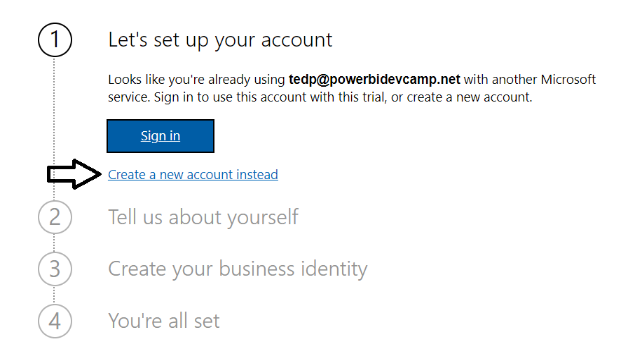 1 Let's set up your account
Looks like you're already using tedp@powerbidevcamp.net with another Microsoft
service. Sign in to use this account with this trial, or create a new account.
Sign in
Create a new account instead
2 Tell us about yourself
3 Create your business identity
4 You're all set